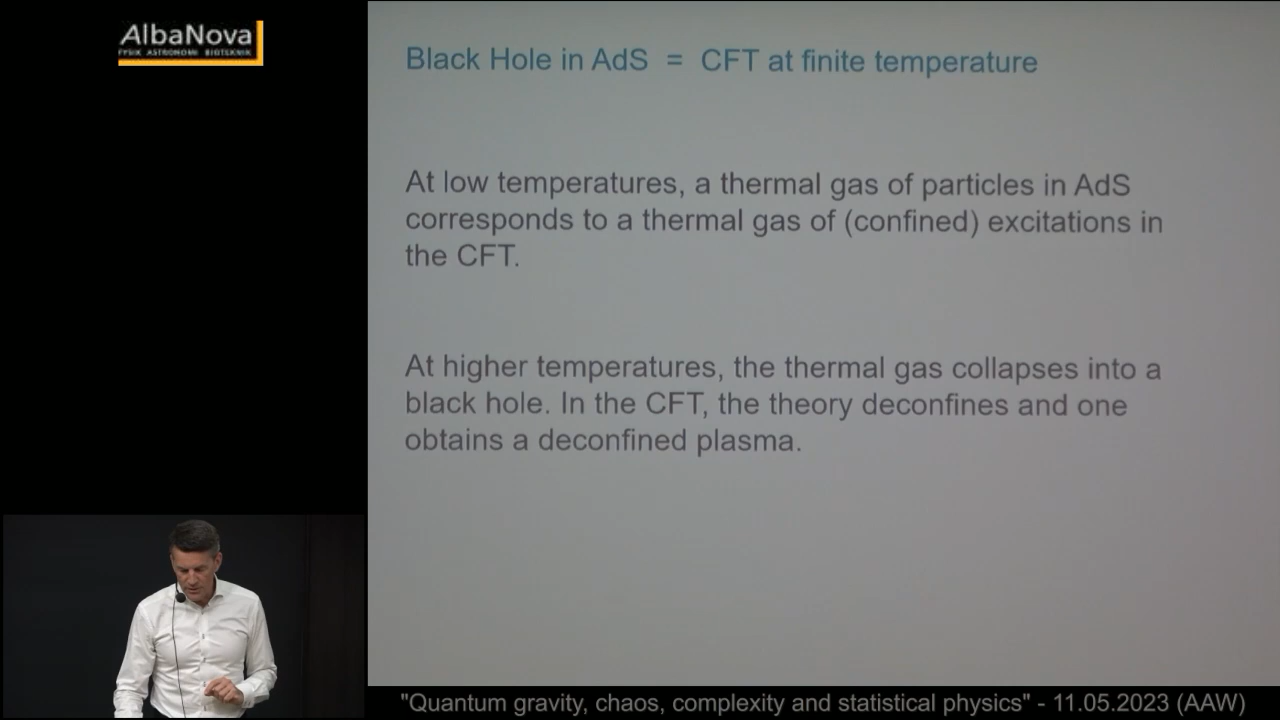 AlbaNova
FYSIK ASTRONOMI BIOTEKNIK
Black Hole in AdS = CFT at finite temperature
At low temperatures, a thermal gas of particles in AdS
corresponds to a thermal gas of (confined) excitations in
the CFT.
At higher temperatures, the thermal gas collapses into a
black hole. In the CFT, the theory deconfines and one
obtains a deconfined plasma.
"Quantum gravity, chaos, complexity and statistical physics" - 11.05.2023 (AAW)